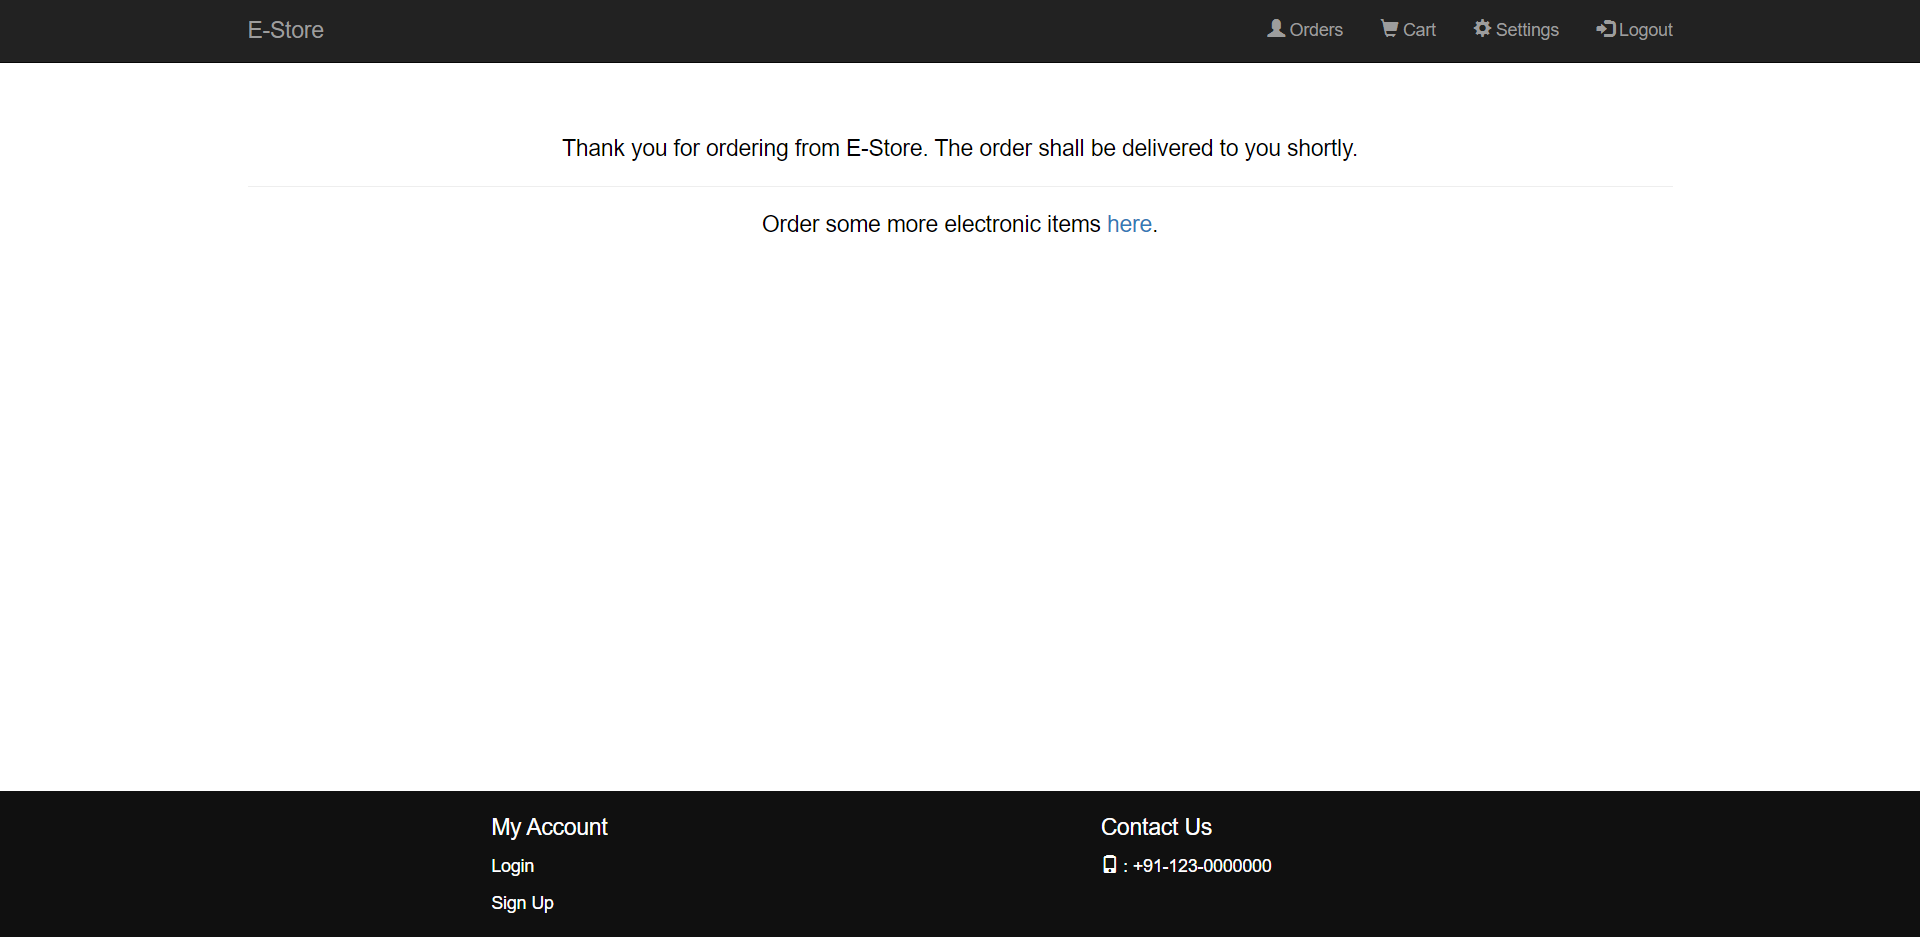 E-Store
Orders
Cart
Settings
Logout
Thank you for ordering from E-Store. The order shall be delivered to you shortly.
Order some more electronic items here.
My Account
Login
Sign Up
Contact Us
: +91-123-0000000